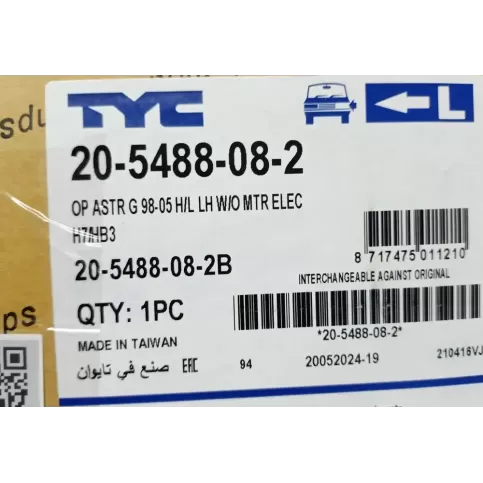 TYC
L
20-5488-08-2
OP ASTR G 98-05 H/L LH W/O MTR ELEC
H7/HB3
8 717475 011210
20-5488-08-2B
INTERCHANGEABLE AGAINST ORIGINAL
QTY: 1PC
*20-5488-08-2*
MADE IN TAIWAN
صنع في تايوان EAC
94
20052024-19
210416VJ
ps